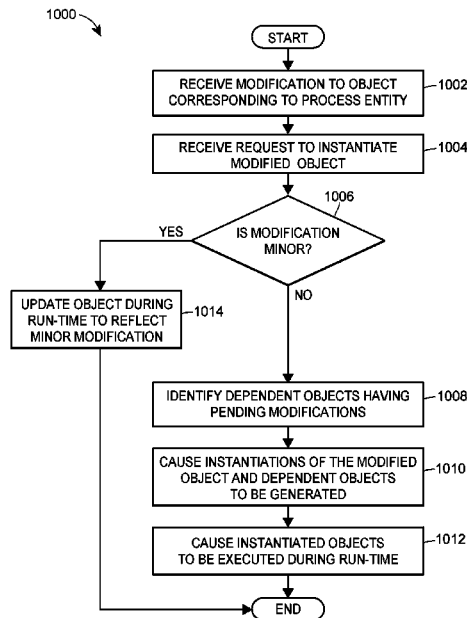 1000
START
RECEIVE MODIFICATION TO OBJECT
CORRESPONDING TO PROCESS ENTITY
1002
RECEIVE REQUEST TO INSTANTIATE
MODIFIED OBJECT
1004
1006
IS MODIFICATION
MINOR?
YES
NO
UPDATE OBJECT DURING
RUN-TIME TO REFLECT
MINOR MODIFICATION
1014
IDENTIFY DEPENDENT OBJECTS HAVING
PENDING MODIFICATIONS
1008
CAUSE INSTANTIATIONS OF THE MODIFIED
OBJECT AND DEPENDENT OBJECTS
TO BE GENERATED
1010
CAUSE INSTANTIATED OBJECTS
TO BE EXECUTED DURING RUN-TIME
1012
END